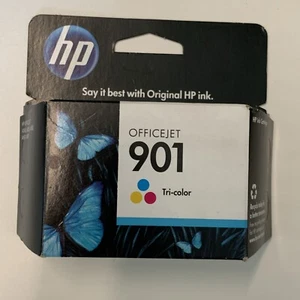 hp
Say it best with Original HP ink.
OFFICEJET
901
Tri-color